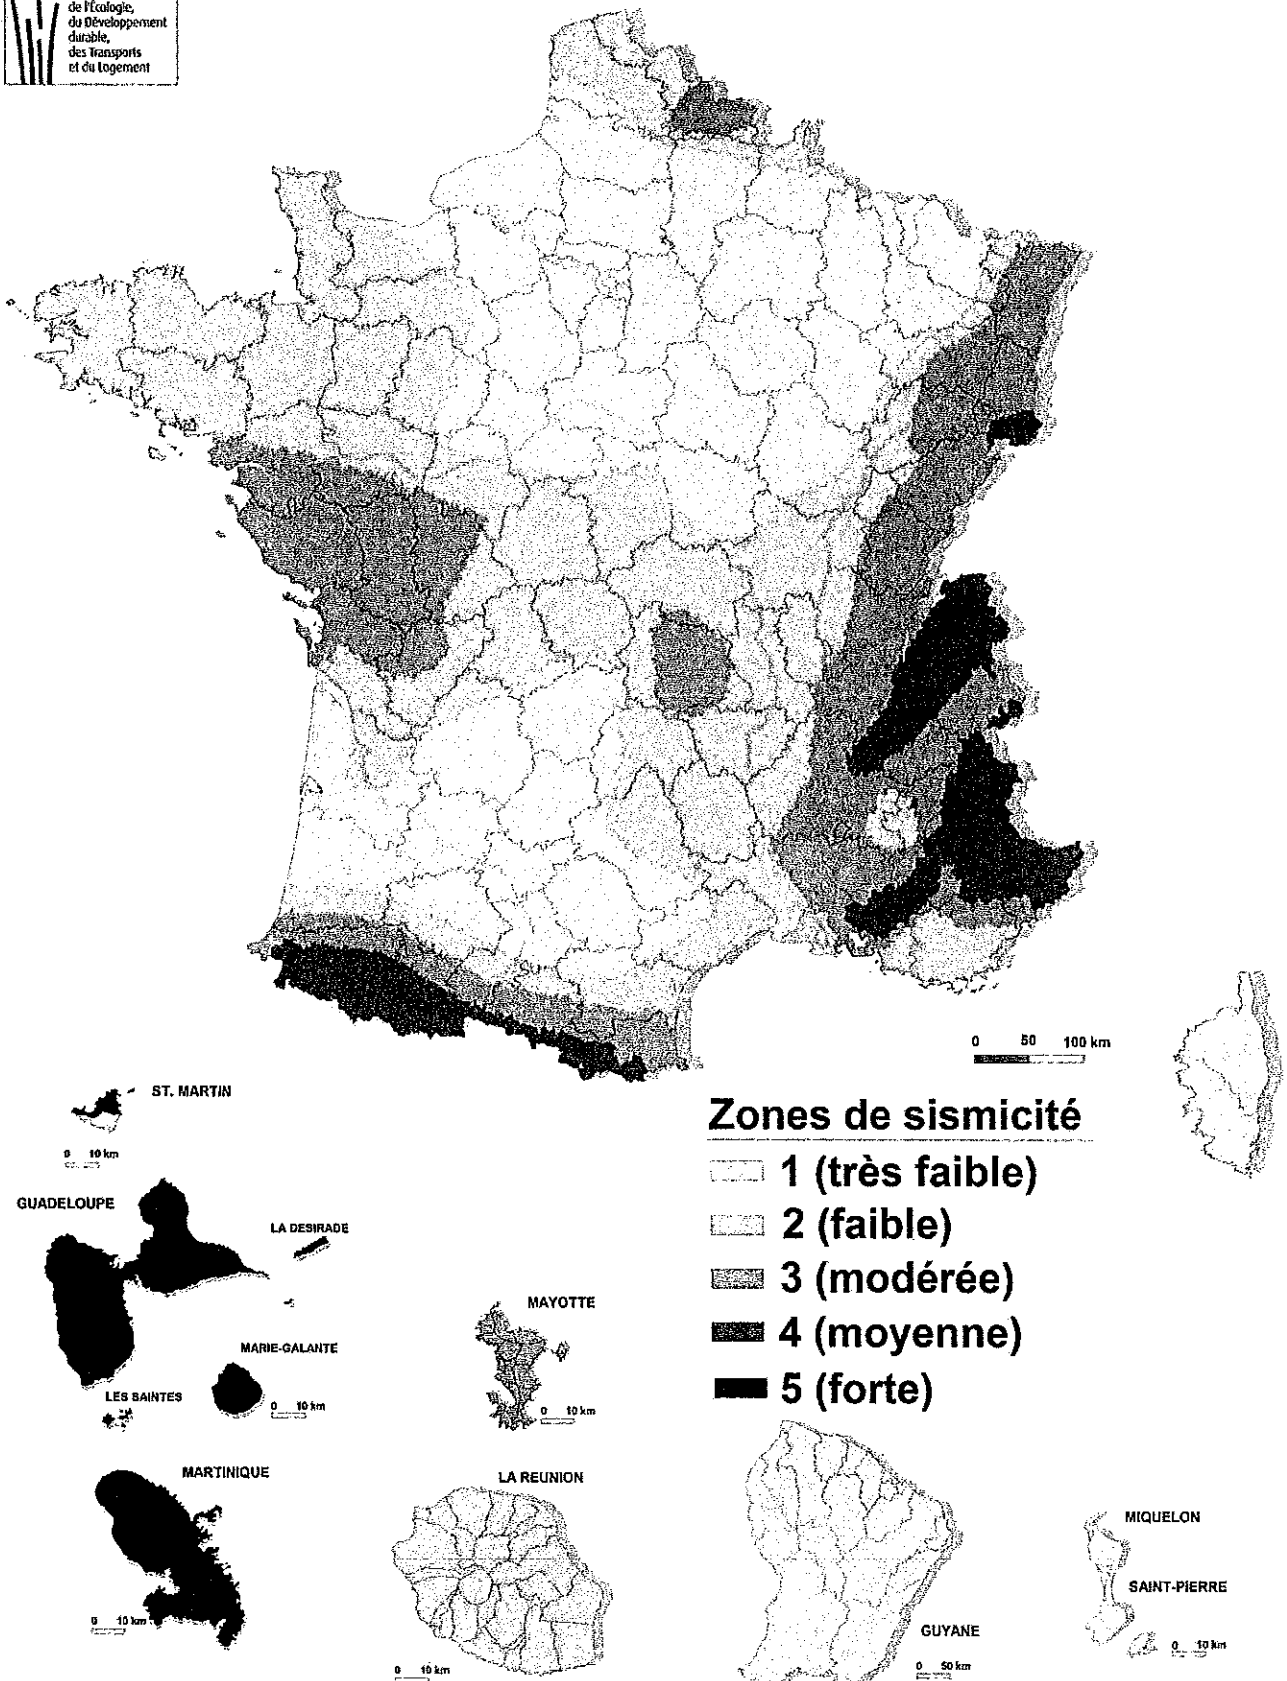 de l'Écologie,
du Développement
durable,
des Transports
et du Logement
0 50 100 km
ST. MARTIN
0 10 km
Zones de sismicité
1 (très faible)
2 (faible)
3 (modérée)
4 (moyenne)
5 (forte)
GUADELOUPE
LA DESIRADE
MAYOTTE
MARIE-GALANTE
LES SAINTES
0 10 km
0 10 km
MARTINIQUE
LA REUNION
MIQUELON
SAINT-PIERRE
GUYANE
0 10 km
0 10 km
0 50 km
0 10 km